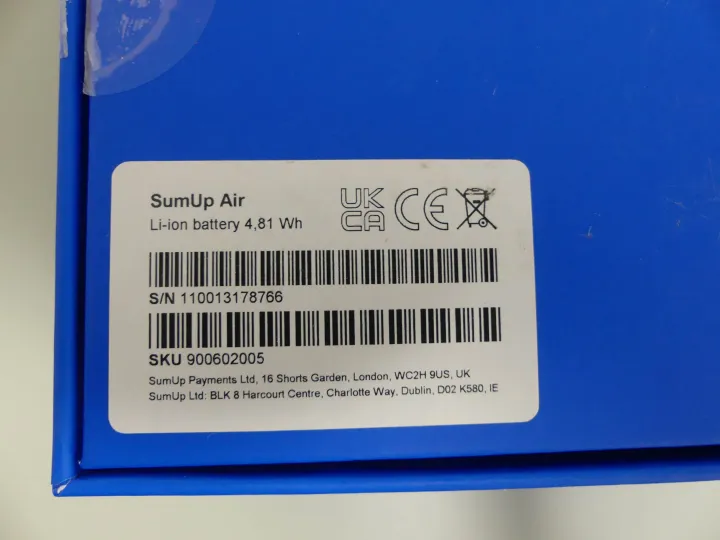 SumUp Air
Li-ion battery 4,81 Wh
UK
CA CE
S/N 110013178766
SKU 900602005
SumUp Payments Ltd, 16 Shorts Garden, London, WC2H 9US, UK
SumUp Ltd: BLK 8 Harcourt Centre, Charlotte Way. Dublin, D02 K580, IE